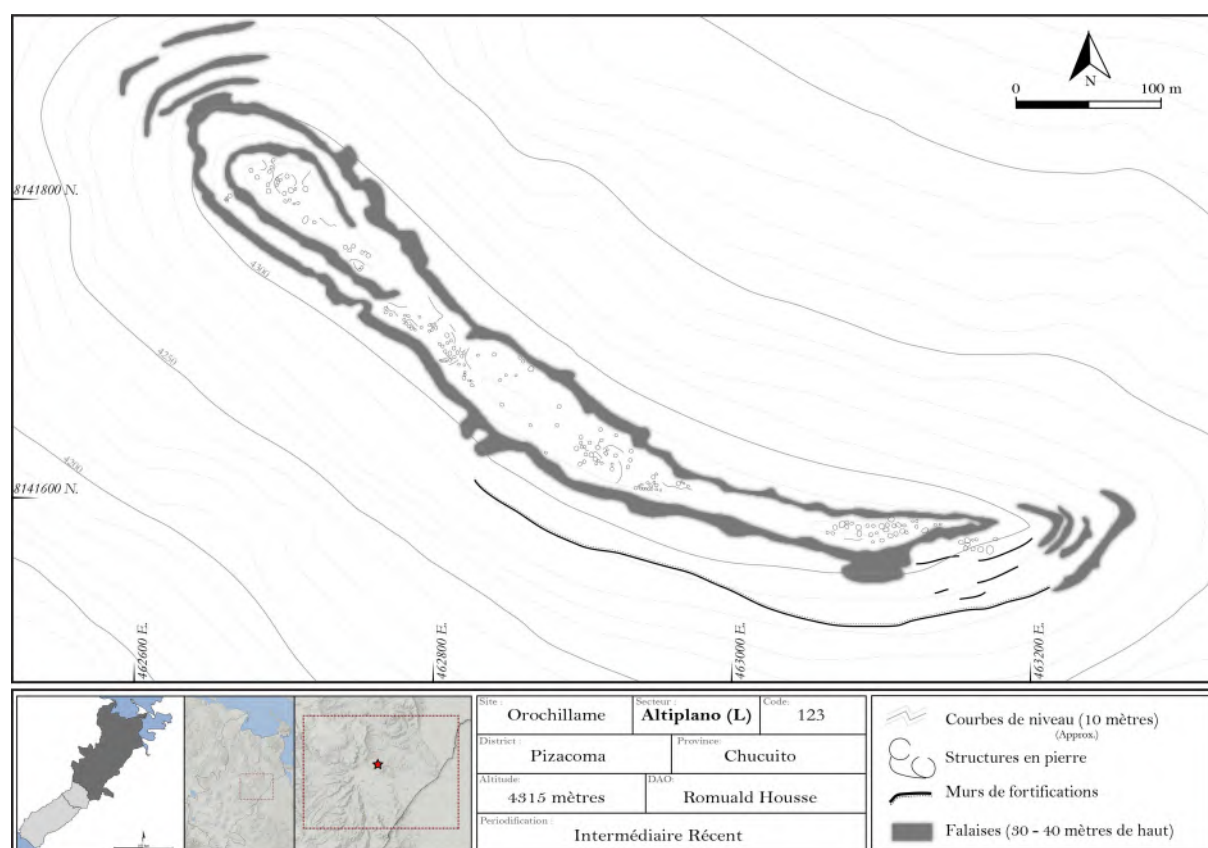 N
0 100 m
8141800 N.
4300
4250
4200
8141600 N.
462600 E.
462800 E.
463000 E.
463200 E.
Site : Orochillame
Secteur : Altiplano (L)
Code: 123
District : Pizacoma
Province: Chucuito
Altitude: 4315 mètres
DAO: Romuald Housse
Periodification : Intermédiaire Récent
Courbes de niveau (10 mètres)
(Approx.)
Structures en pierre
Murs de fortifications
Falaises (30 - 40 mètres de haut)